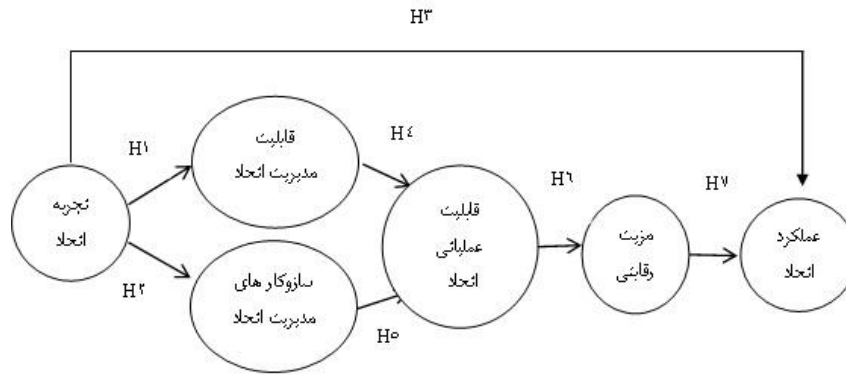 H۳
H۱
قابلیت
مدیریت اتحاد
H٤
تجربه
اتحاد
قابلیت
عملیاتی
اتحاد
H٦
مزیت
رقابتی
H۷
عملکرد
اتحاد
H۲
سازوکار های
مدیریت اتحاد
H٥